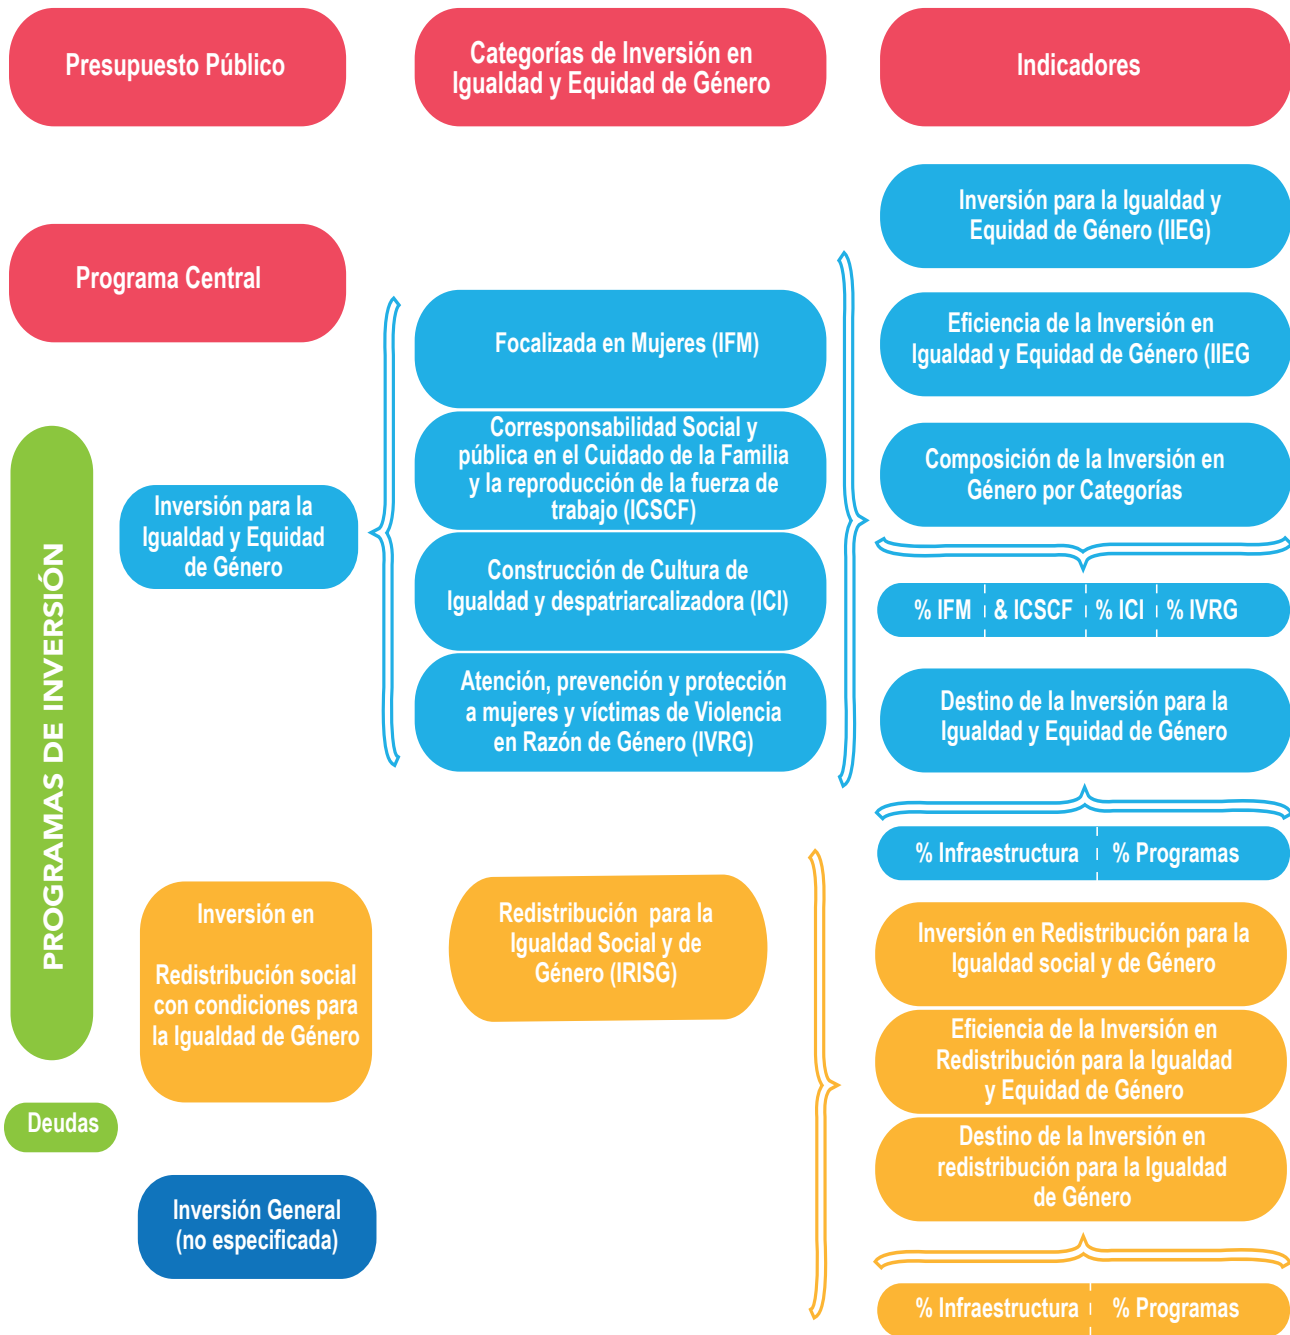 Presupuesto Público
Categorías de Inversión en
Igualdad y Equidad de Género
Indicadores
Programa Central
PROGRAMAS DE INVERSIÓN
Deudas
Inversión para la
Igualdad y Equidad
de Género
Inversión en
Redistribución social
con condiciones para
la Igualdad de Género
Inversión General
(no especificada)
Focalizada en Mujeres (IFM)
Corresponsabilidad Social y
pública en el Cuidado de la Familia
y la reproducción de la fuerza de
trabajo (ICSCF)
Construcción de Cultura de
Igualdad y despatriarcalizadora (ICI)
Atención, prevención y protección
a mujeres y víctimas de Violencia
en Razón de Género (IVRG)
Redistribución para la
Igualdad Social y de
Género (IRISG)
Inversión para la Igualdad y
Equidad de Género (IIEG)
Eficiencia de la Inversión en
Igualdad y Equidad de Género (IIEG
Composición de la Inversión en
Género por Categorías
% IFM & ICSCF % ICI % IVRG
Destino de la Inversión para la
Igualdad y Equidad de Género
% Infraestructura % Programas
Inversión en Redistribución para la
Igualdad social y de Género
Eficiencia de la Inversión en
Redistribución para la Igualdad
y Equidad de Género
Destino de la Inversión en
redistribución para la Igualdad
de Género
% Infraestructura % Programas